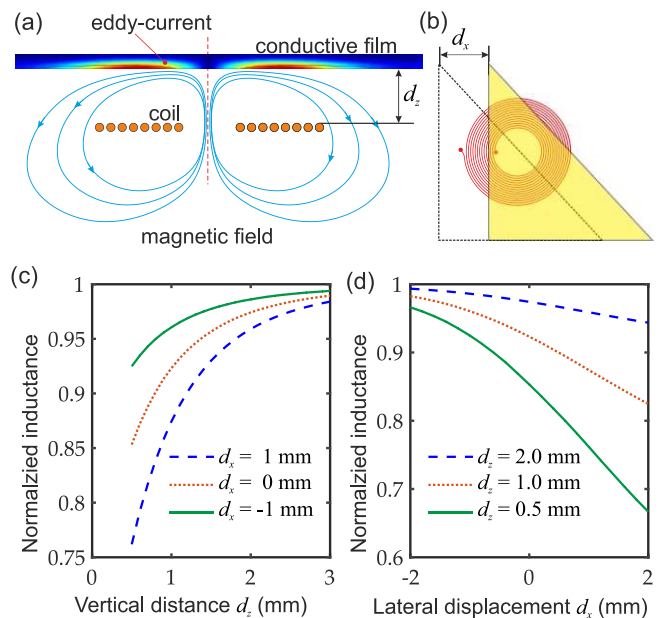 (a)
eddy-current
conductive film
coil
d_z
magnetic field
(b)
d_x
(c)
Normalzied inductance
1
0.95
0.9
0.85
0.8
0.75
d_x = 1 mm
d_x = 0 mm
d_x = -1 mm
0 1 2 3
Vertical distance d_z (mm)
(d)
Normalzied inductance
1
0.9
0.8
0.7
0.6
d_z = 2.0 mm
d_z = 1.0 mm
d_z = 0.5 mm
-2 0 2
Lateral displacement d_x (mm)